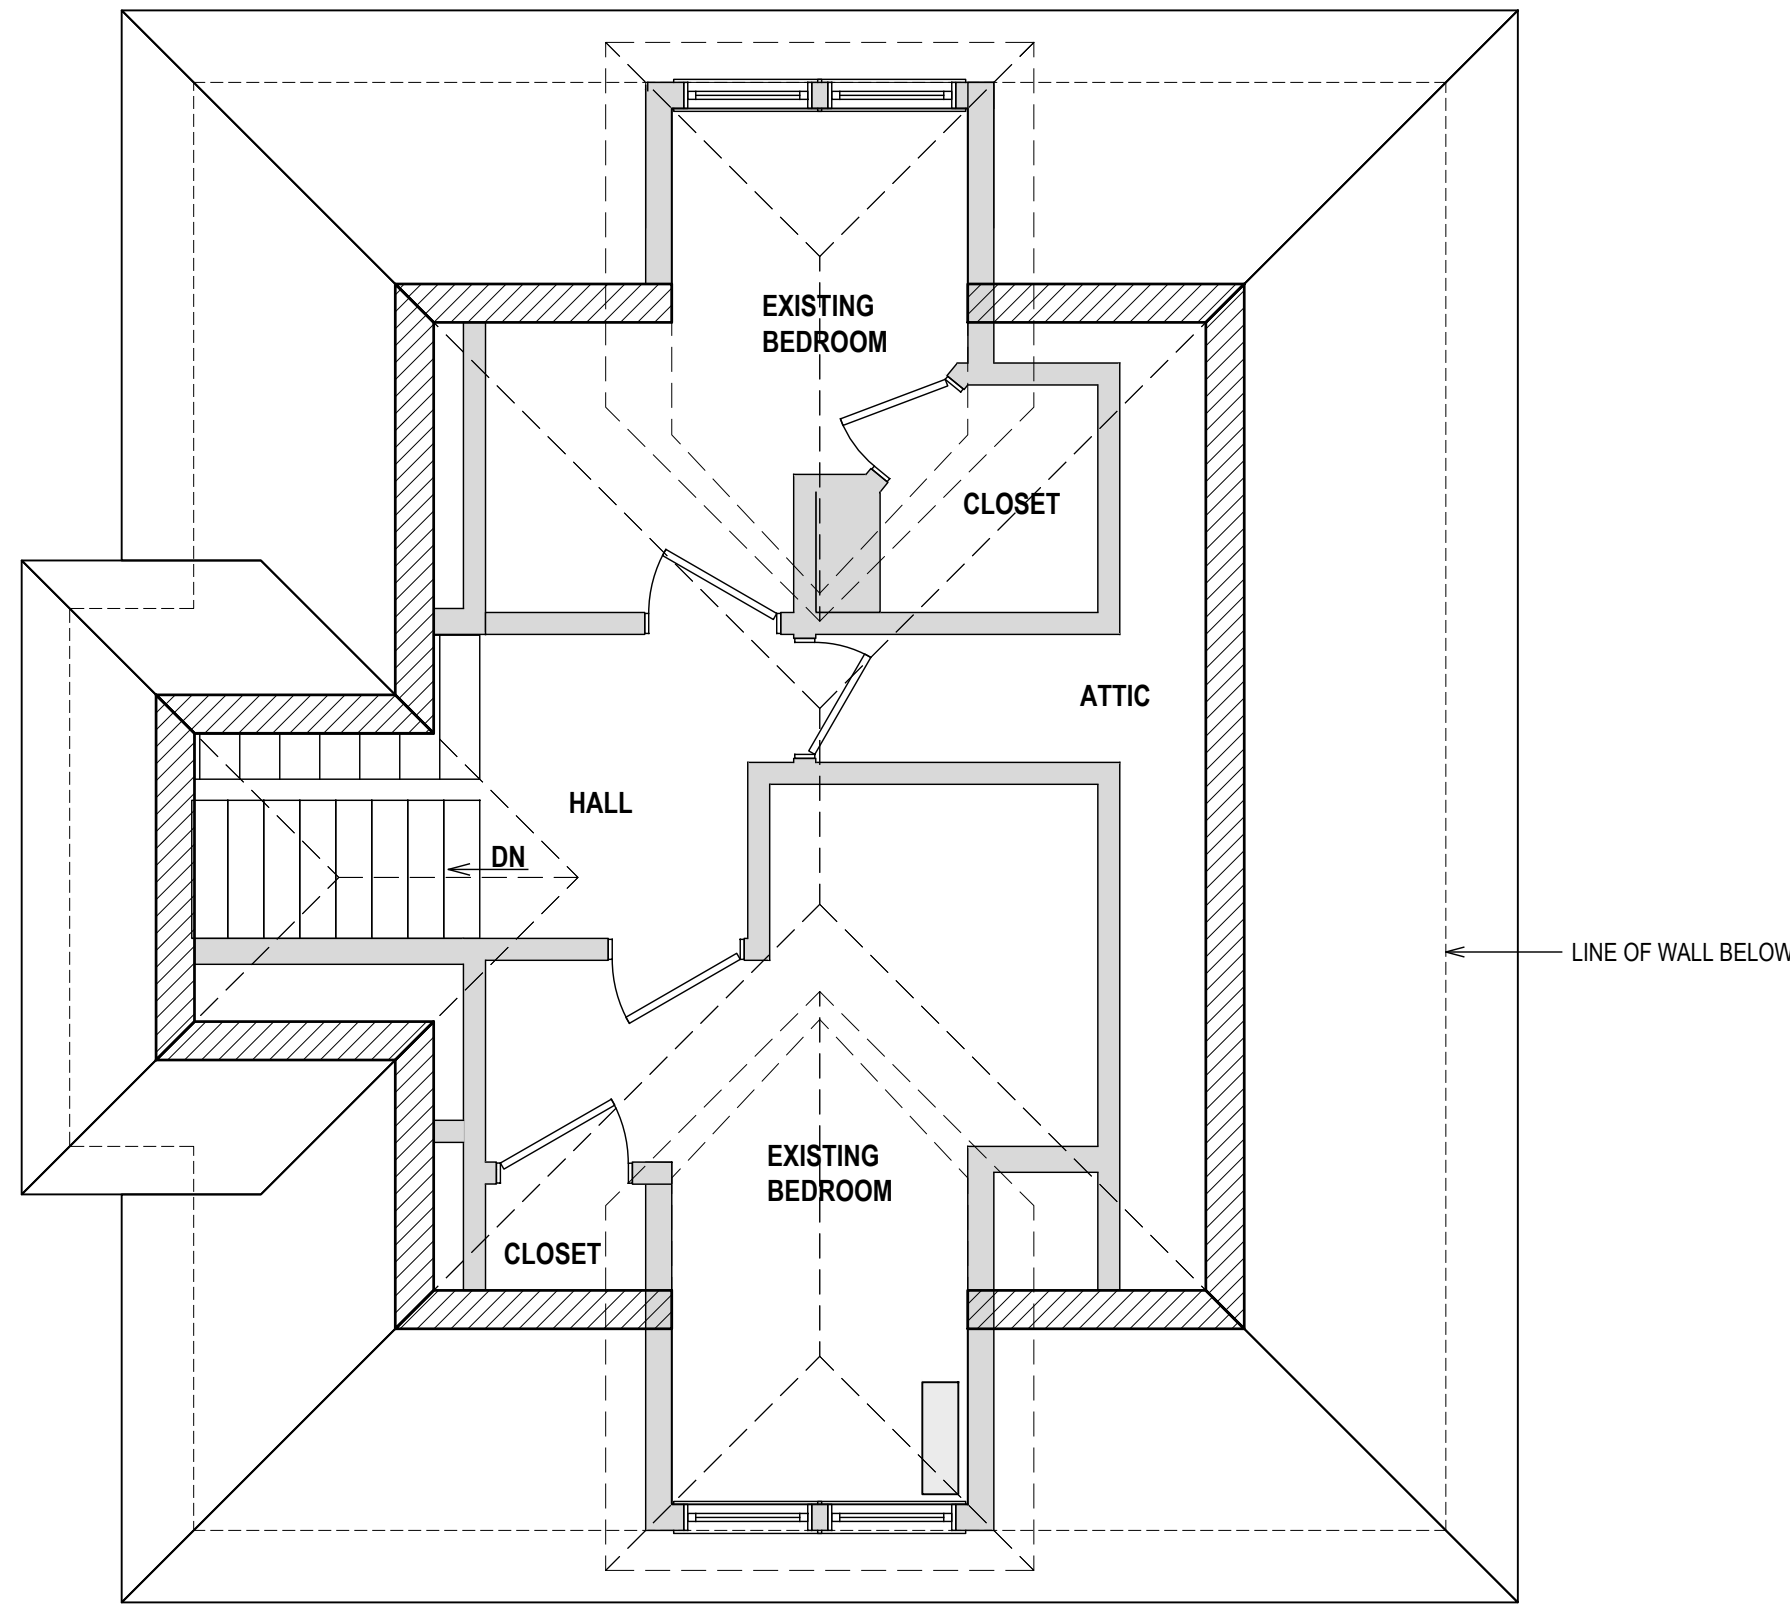 EXISTING
BEDROOM
CLOSET
ATTIC
HALL
DN
LINE OF WALL BELOW
EXISTING
BEDROOM
CLOSET